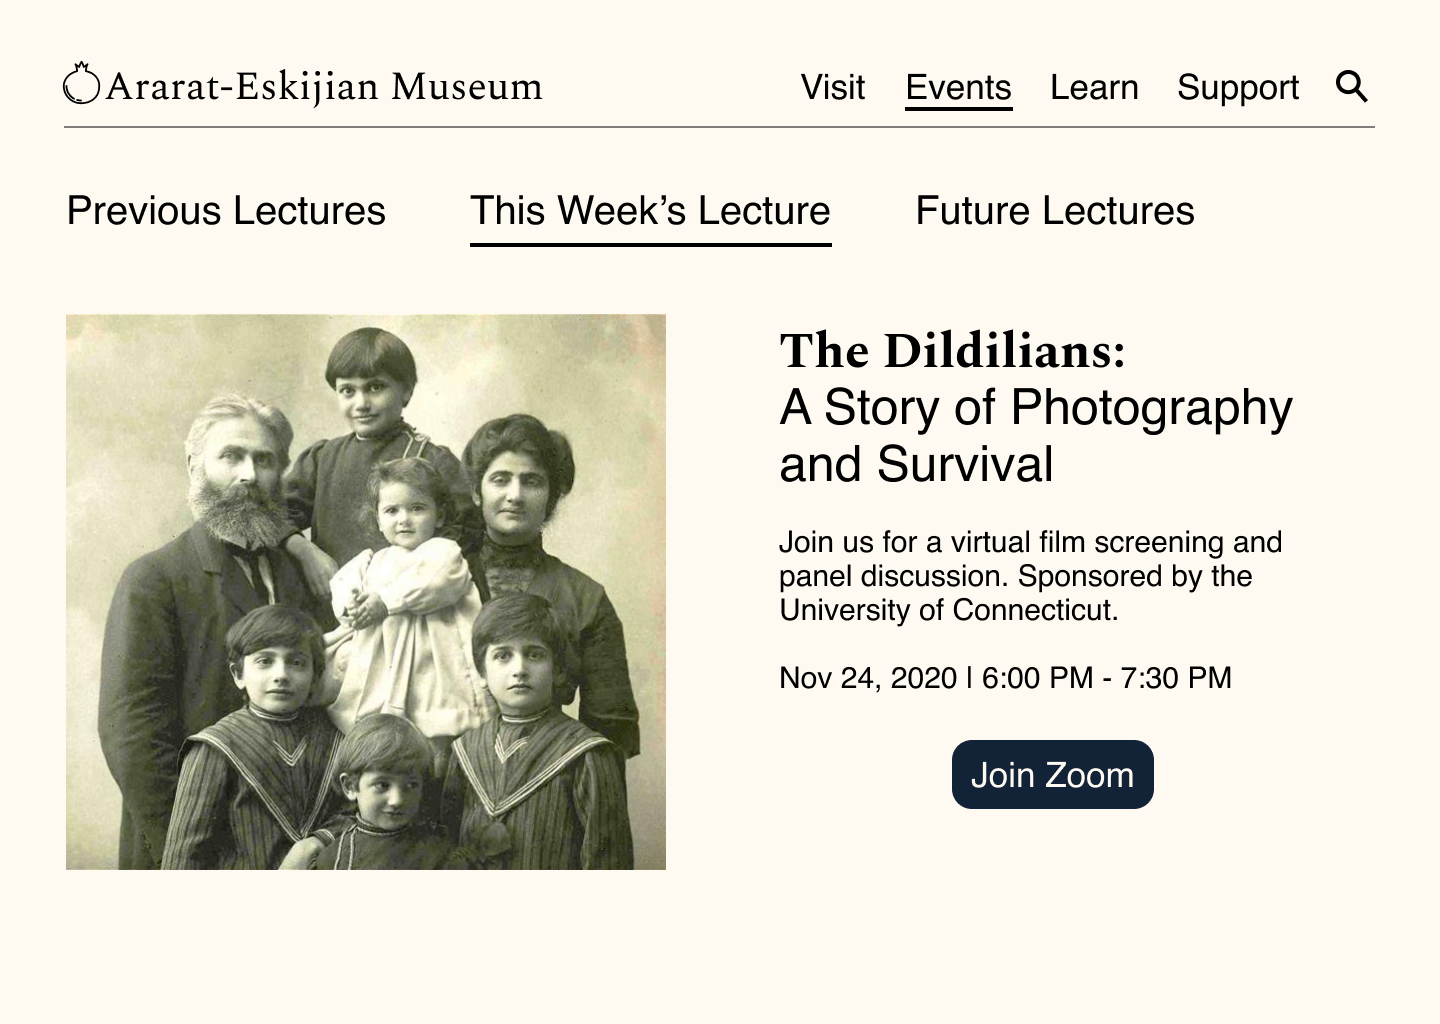 Ararat-Eskijian Museum
Visit
Events
Learn
Support
Previous Lectures
This Week’s Lecture
Future Lectures
The Dildilians:
A Story of Photography
and Survival
Join us for a virtual film screening and
panel discussion. Sponsored by the
University of Connecticut.
Nov 24, 2020 | 6:00 PM - 7:30 PM
Join Zoom